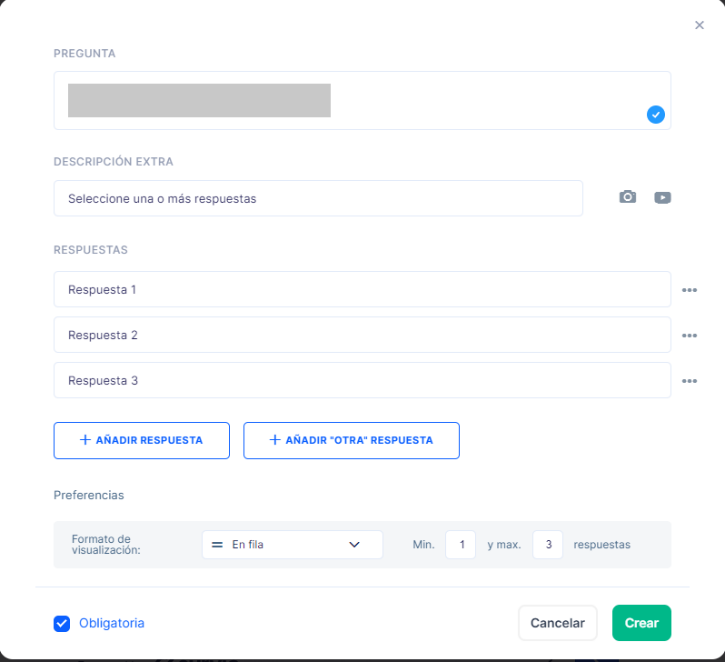 PREGUNTA
DESCRIPCIÓN EXTRA
Seleccione una o más respuestas
RESPUESTAS
Respuesta 1
Respuesta 2
Respuesta 3
AÑADIR RESPUESTA AÑADIR "OTRA" RESPUESTA
Preferencias
Formato de
visualización:
En fila Min. 1 y max. 3 respuestas
Obligatoria Cancelar Crear